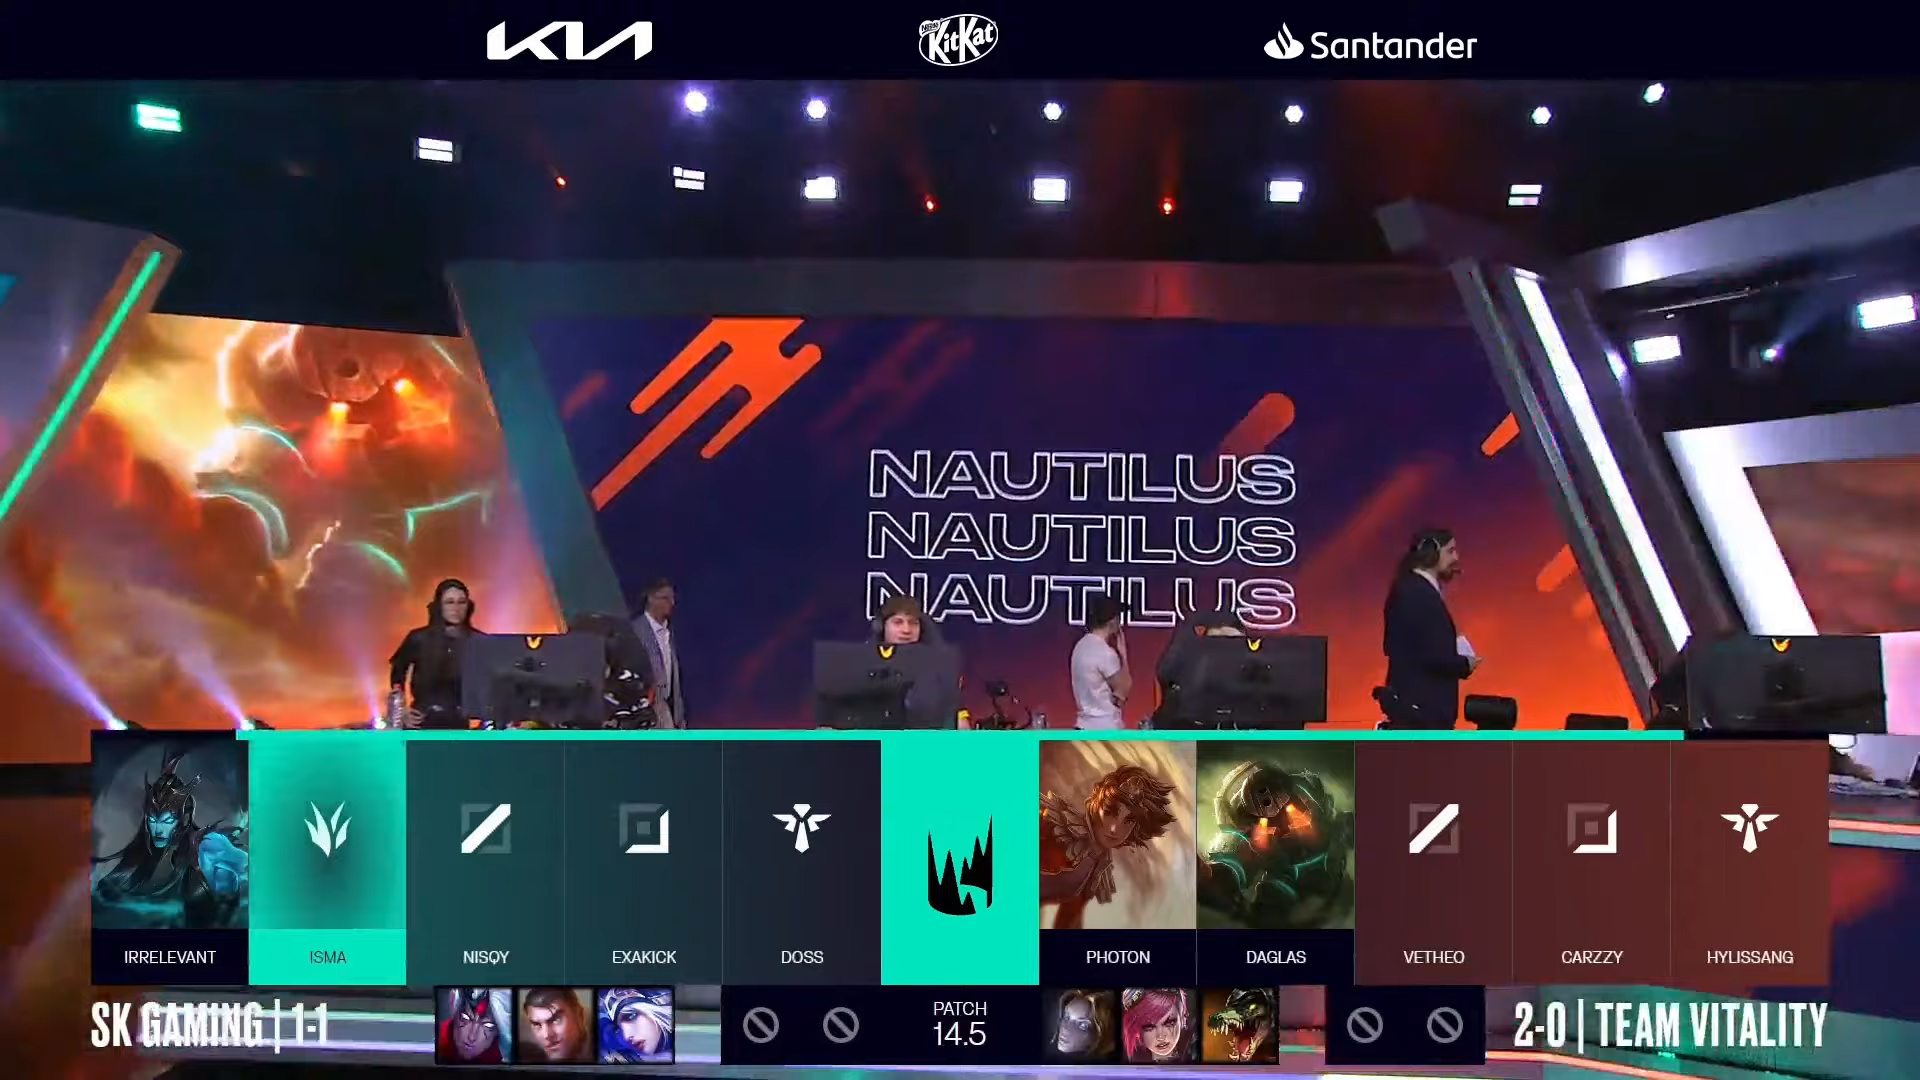 KIA
NESTLE KitKat
Santander
NAUTILUS
NAUTILUS
NAUTILUS
IRRELEVANT
ISMA
NISQY
EXAKICK
DOSS
PHOTON
DAGLAS
VETHEO
CARZZY
HYLISSANG
SK GAMING | 1-1
PATCH
14.5
2-0 | TEAM VITALITY